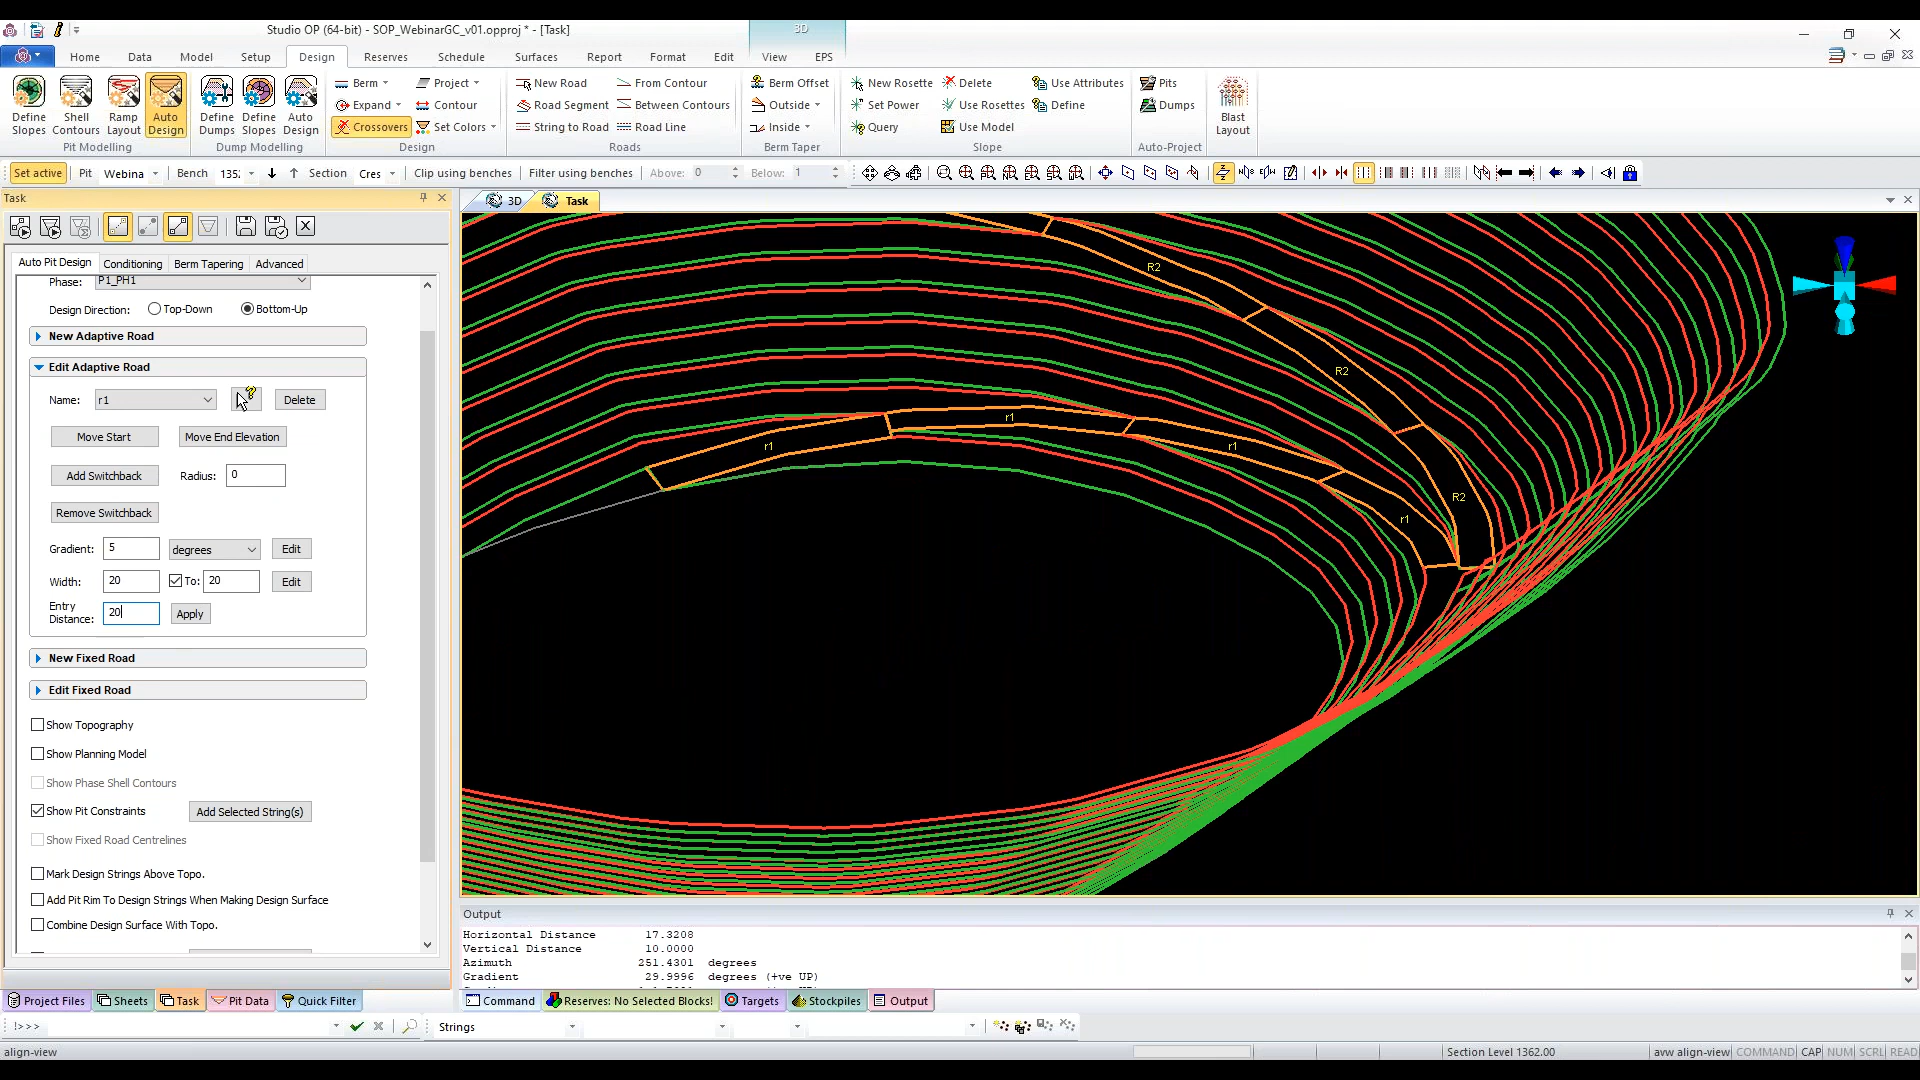 Studio OP (64-bit) - SOP_WebinarGC_v01.opproj * - [Task]
3D
Home Data Model Setup Design Reserves Schedule Surfaces Report Format Edit View EPS
Define Slopes
Shell Contours
Ramp Layout
Auto Design
Pit Modelling
Define Dumps
Define Slopes
Auto Design
Dump Modelling
Berm Project
Expand Contour
Crossovers Set Colors
Design
New Road From Contour
Road Segment Between Contours
String to Road Road Line
Roads
Berm Offset
Outside
Inside
Berm Taper
New Rosette Delete Use Attributes
Set Power Use Rosettes Define
Query Use Model
Slope
Pits
Dumps
Auto-Project
Blast Layout
Set active Pit Webina Bench 135: Section Cres Clip using benches Filter using benches Above: 0 Below: 1
Task
3D Task
Auto Pit Design Conditioning Berm Tapering Advanced
Phase: P1_PH1
Design Direction: Top-Down Bottom-Up
New Adaptive Road
Edit Adaptive Road
Name: r1 Delete
Move Start Move End Elevation
Add Switchback Radius: 0
Remove Switchback
Gradient: 5 degrees Edit
Width: 20 To: 20 Edit
Entry Distance: 20 Apply
New Fixed Road
Edit Fixed Road
Show Topography
Show Planning Model
Show Phase Shell Contours
Show Pit Constraints Add Selected String(s)
Show Fixed Road Centrelines
Mark Design Strings Above Topo.
Add Pit Rim To Design Strings When Making Design Surface
Combine Design Surface With Topo.
R2
R2
r1
r1
r1
R2
r1
Output
Horizontal Distance 17.3208
Vertical Distance 10.0000
Azimuth 251.4301 degrees
Gradient 29.9996 degrees (+ve UP)
Project Files Sheets Task Pit Data Quick Filter
Command Reserves: No Selected Blocks! Targets Stockpiles Output
!>>> Strings
align-view Section Level 1362.00 avw align-view COMMAND CAP NUM SCRL READ